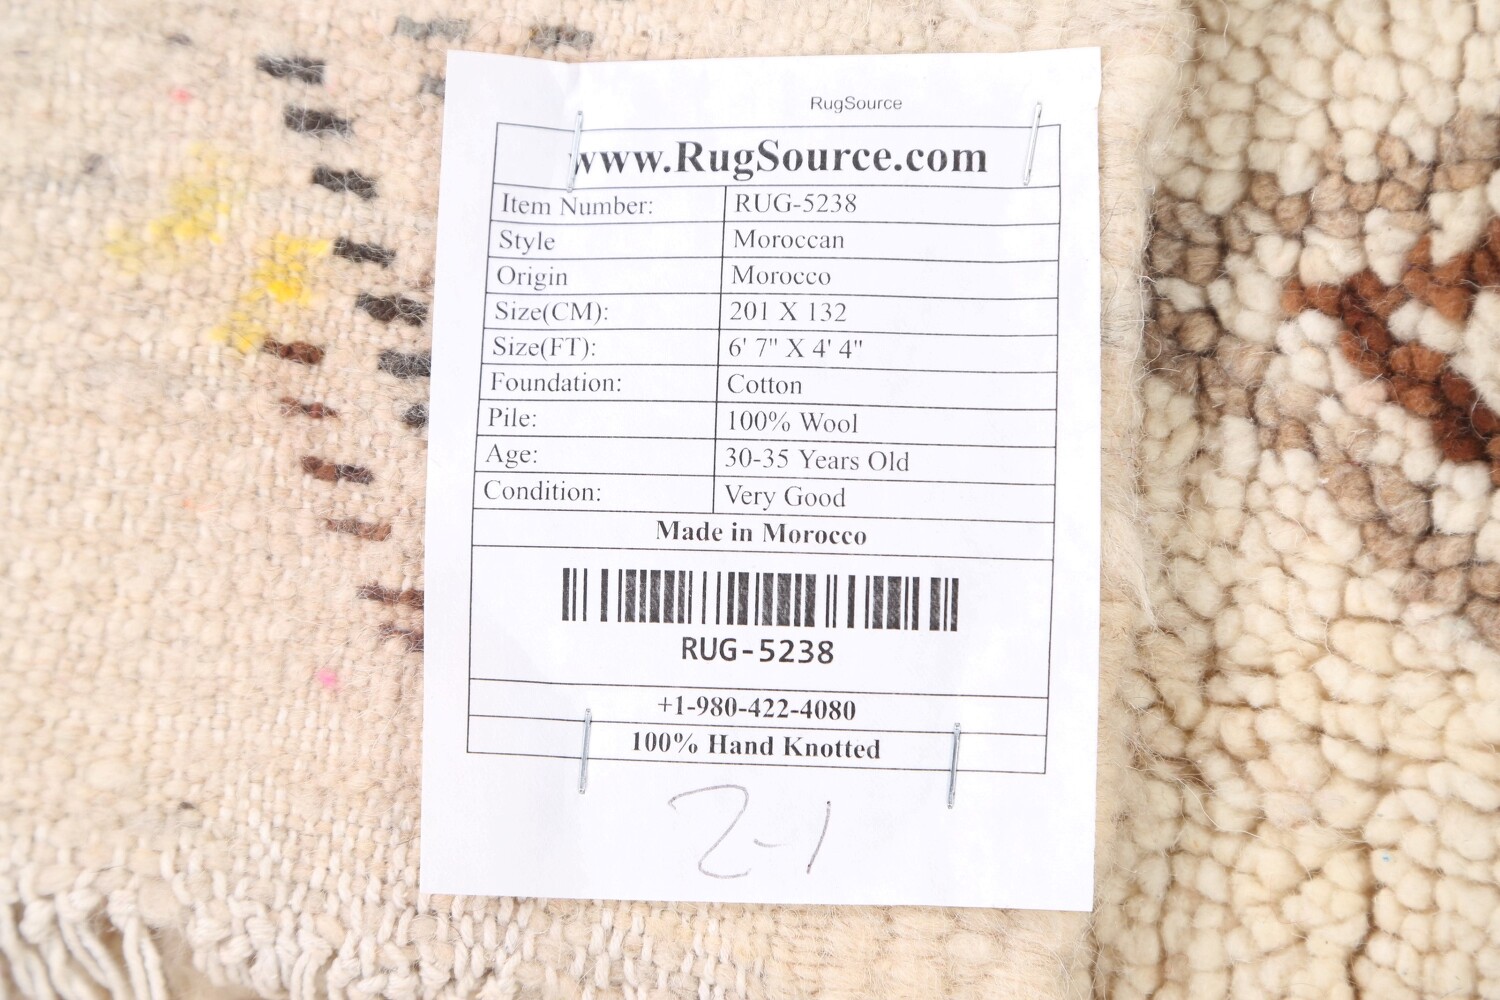 RugSource
www.RugSource.com
Item Number: RUG-5238
Style Moroccan
Origin Morocco
Size(CM): 201 X 132
Size(FT): 6' 7" X 4' 4"
Foundation: Cotton
Pile: 100% Wool
Age: 30-35 Years Old
Condition: Very Good
Made in Morocco
RUG-5238
+1-980-422-4080
100% Hand Knotted
2-1